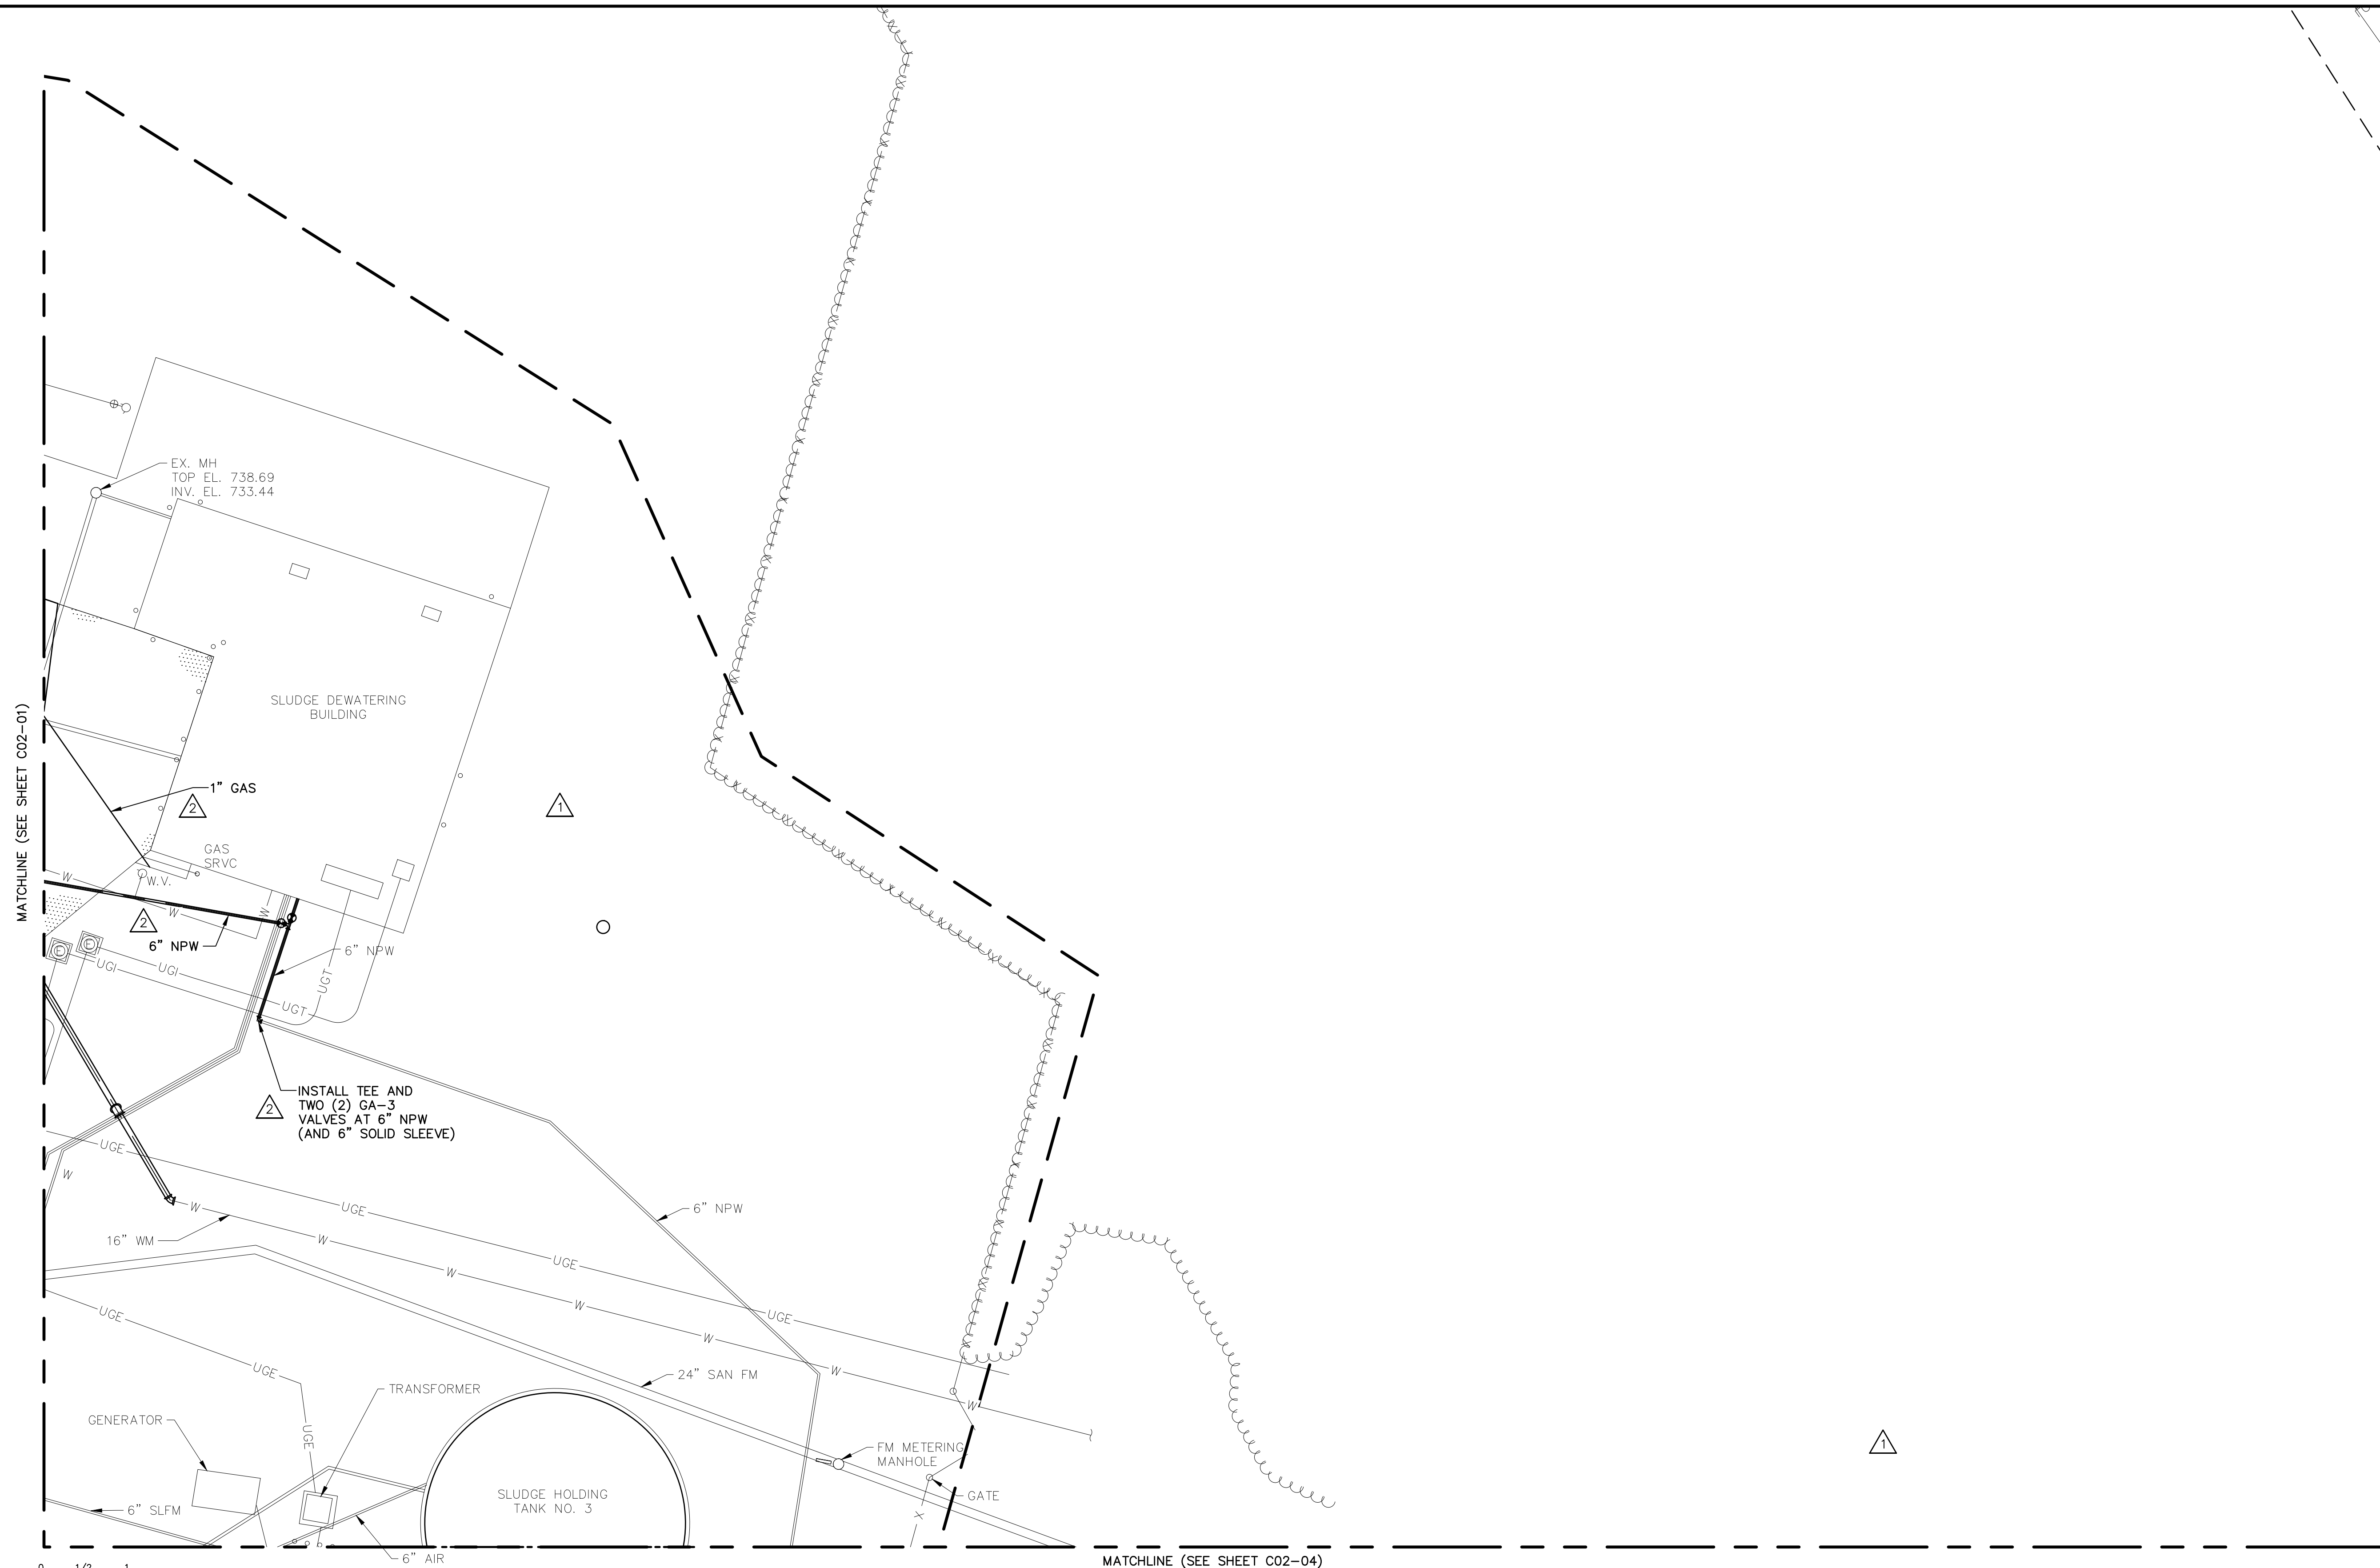 EX. MH
TOP EL. 738.69
INV. EL. 733.44
SLUDGE DEWATERING
BUILDING
MATCHLINE (SEE SHEET C02-01)
1" GAS
2
1
GAS
SRVC
W
W.V.
W
W
2
6" NPW
6" NPW
E
E
UGI
UGI
UGT
UGT
INSTALL TEE AND
TWO (2) GA-3
VALVES AT 6" NPW
(AND 6" SOLID SLEEVE)
2
UGE
W
W
UGE
6" NPW
16" WM
W
UGE
W
W
UGE
UGE
W
W
UGE
24" SAN FM
TRANSFORMER
W
GENERATOR
UGE
FM METERING
MANHOLE
1
SLUDGE HOLDING
TANK NO. 3
GATE
6" SLFM
X
6" AIR
MATCHLINE (SEE SHEET C02-04)
0 1/2 1